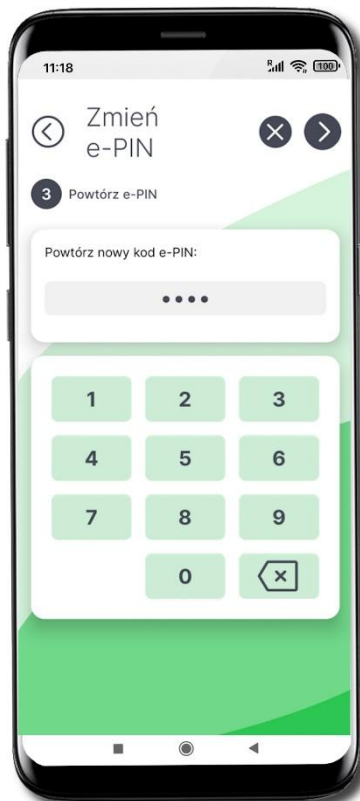 11:18
R
100
Zmień
e-PIN
3 Powtórz e-PIN
Powtórz nowy kod e-PIN:
••••
1 2 3
4 5 6
7 8 9
0